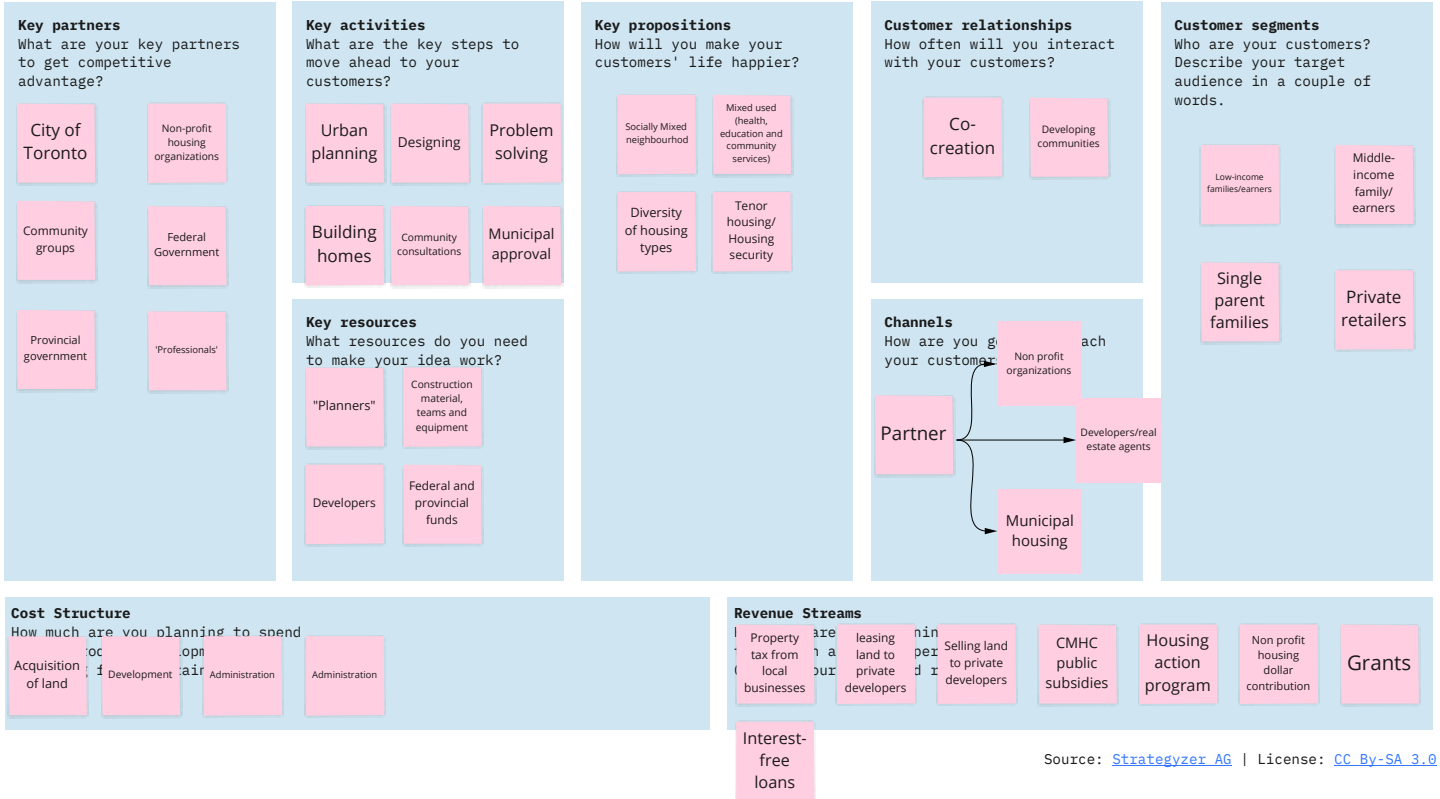 Key partners
What are your key partners
to get competitive
advantage?
City of
Toronto
Non-profit
housing
organizations
Community
groups
Federal
Government
Provincial
government
'Professionals'
Key activities
What are the key steps to
move ahead to your
customers?
Urban
planning
Designing
Problem
solving
Building
homes
Community
consultations
Municipal
approval
Key resources
What resources do you need
to make your idea work?
"Planners"
Construction
material,
teams and
equipment
Developers
Federal and
provincial
funds
Key propositions
How will you make your
customers' life happier?
Socially Mixed
neighbourhod
Mixed used
(health,
education and
community
services)
Diversity
of housing
types
Tenor
housing/
Housing
security
Customer relationships
How often will you interact
with your customers?
Co-
creation
Developing
communities
Channels
How are you
your
Non profit
organizations
Partner
Developers/real
estate agents
Municipal
housing
Customer segments
Who are your customers?
Describe your target
audience in a couple of
words.
Low-income
families/earners
Middle-
income
family/
earners
Single
parent
families
Private
retailers
Cost Structure
How much are you planning to spend
Acquisition
of land
Development
Administration
Administration
Revenue Streams
Property
tax from
local
businesses
leasing
land to
private
developers
Selling land
to private
developers
CMHC
public
subsidies
Housing
action
program
Non profit
housing
dollar
contribution
Grants
Interest-
free
loans
Source: Strategyzer AG | License: CC By-SA 3.0